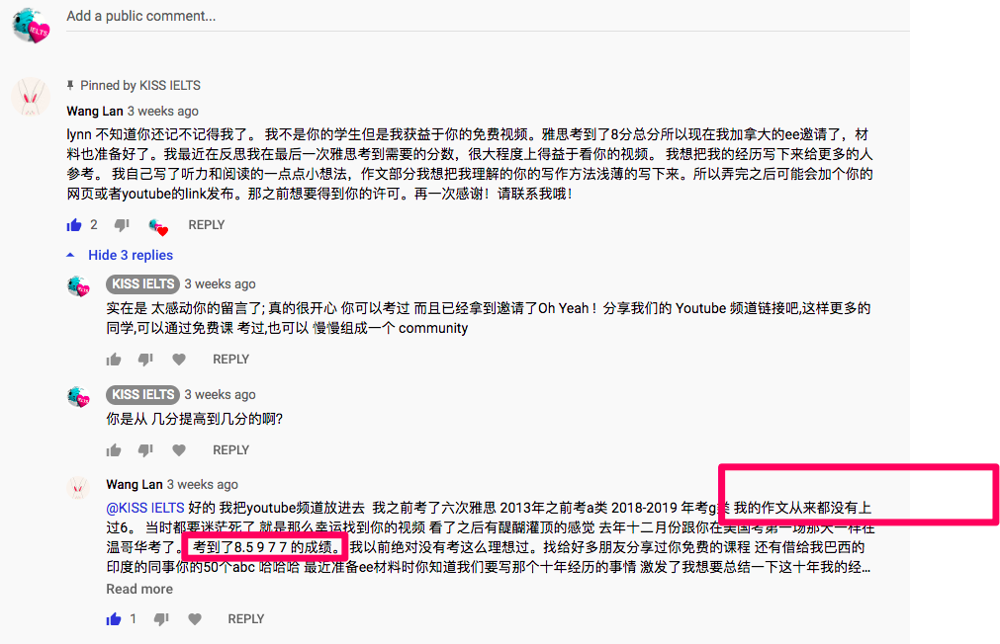 Add a public comment...
Pinned by KISS IELTS
Wang Lan 3 weeks ago
lynn 不知道你还记不记得我了。 我不是你的学生但是我获益于你的免费视频。雅思考到了8分总分所以现在我加拿大的ee邀请了，材
料也准备好了。我最近在反思我在最后一次雅思考到需要的分数，很大程度上得益于看你的视频。 我想把我的经历写下来给更多的人
参考。 我自己写了听力和阅读的一点点小想法，作文部分我想把我理解的你的写作方法浅薄的写下来。所以弄完之后可能会加个你的
网页或者youtube的link发布。那之前想要得到你的许可。再一次感谢！请联系我哦！
2 REPLY
Hide 3 replies
KISS IELTS 3 weeks ago
实在是 太感动你的留言了; 真的很开心 你可以考过 而且已经拿到邀请了Oh Yeah！分享我们的 Youtube 频道链接吧,这样更多的
同学,可以通过免费课 考过,也可以 慢慢组成一个 community
REPLY
KISS IELTS 3 weeks ago
你是从 几分提高到几分的啊?
REPLY
Wang Lan 3 weeks ago
@KISS IELTS 好的 我把youtube频道放进去 我之前考了六次雅思 2013年之前考a类 2018-2019 年考g类 我的作文从来都没有上
过6。 当时都要迷茫死了 就是那么幸运找到你的视频 看了之后有醍醐灌顶的感觉 去年十二月份跟你在美国考第一场那天一样在
温哥华考了。 考到了8.5 9 7 7 的成绩。 我以前绝对没有考这么理想过。找给好多朋友分享过你免费的课程 还有借给我巴西的
印度的同事你的50个abc 哈哈哈 最近准备ee材料时你知道我们要写那个十年经历的事情 激发了我想要总结一下这十年我的经...
Read more
1 REPLY
IELTS